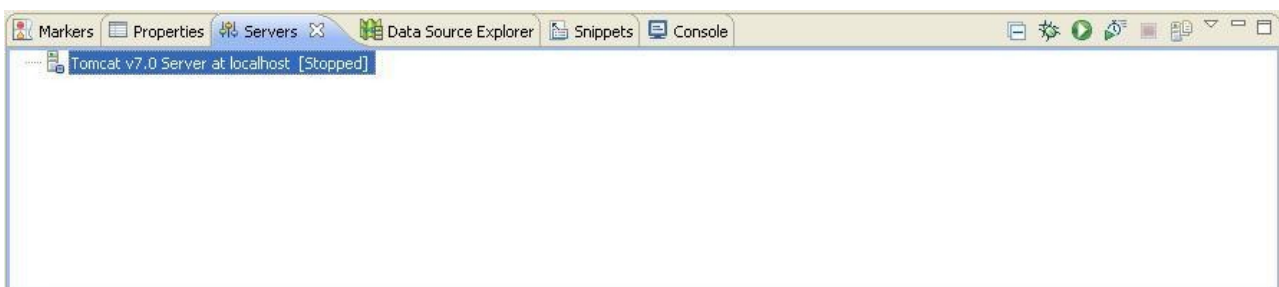 Markers Properties Servers Data Source Explorer Snippets Console
Tomcat v7.0 Server at localhost [Stopped]